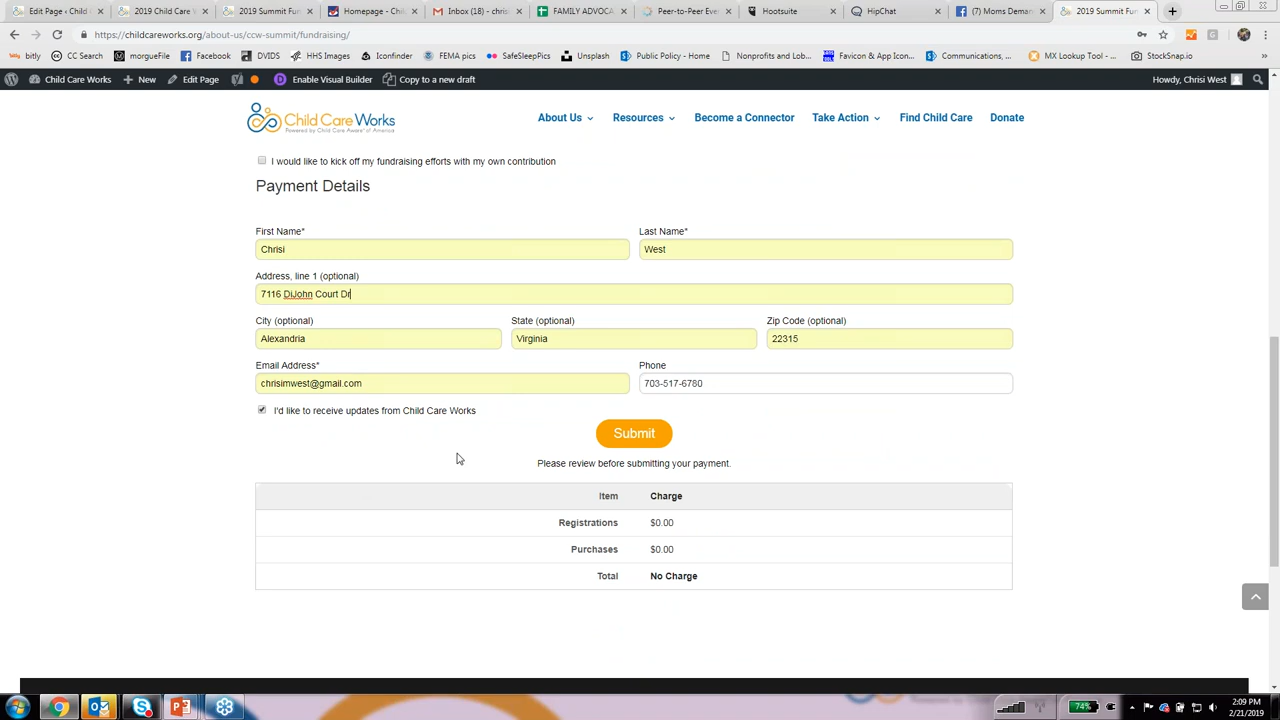 Edit Page ‹ Child C
2019 Child Care W
2019 Summit Fun
Homepage - Chil
Inbox (18) - chris
FAMILY ADVOCA
Peer-to-Peer Eve
Hootsuite
HipChat
(7) Moms Deman
2019 Summit Fun
https://childcareworks.org/about-us/ccw-summit/fundraising/
bitly
CC Search
morgueFile
Facebook
DVIDS
HHS Images
Iconfinder
FEMA pics
SafeSleepPics
Unsplash
Public Policy - Home
Nonprofits and Lob...
Favicon & App Icon...
Communications, ...
MX Lookup Tool - ...
StockSnap.io
Child Care Works
New
Edit Page
Enable Visual Builder
Copy to a new draft
Howdy, Chrisi West
Child Care Works
Powered by Child Care Aware® of America
About Us
Resources
Become a Connector
Take Action
Find Child Care
Donate
I would like to kick off my fundraising efforts with my own contribution
Payment Details
First Name*
Last Name*
Chrisi
West
Address, line 1 (optional)
7116 DiJohn Court Dr
City (optional)
State (optional)
Zip Code (optional)
Alexandria
Virginia
22315
Email Address*
Phone
chrisimwest@gmail.com
703-517-6780
I'd like to receive updates from Child Care Works
Submit
Please review before submitting your payment.
Item
Charge
Registrations
$0.00
Purchases
$0.00
Total
No Charge
74%
2:09 PM
2/21/2019